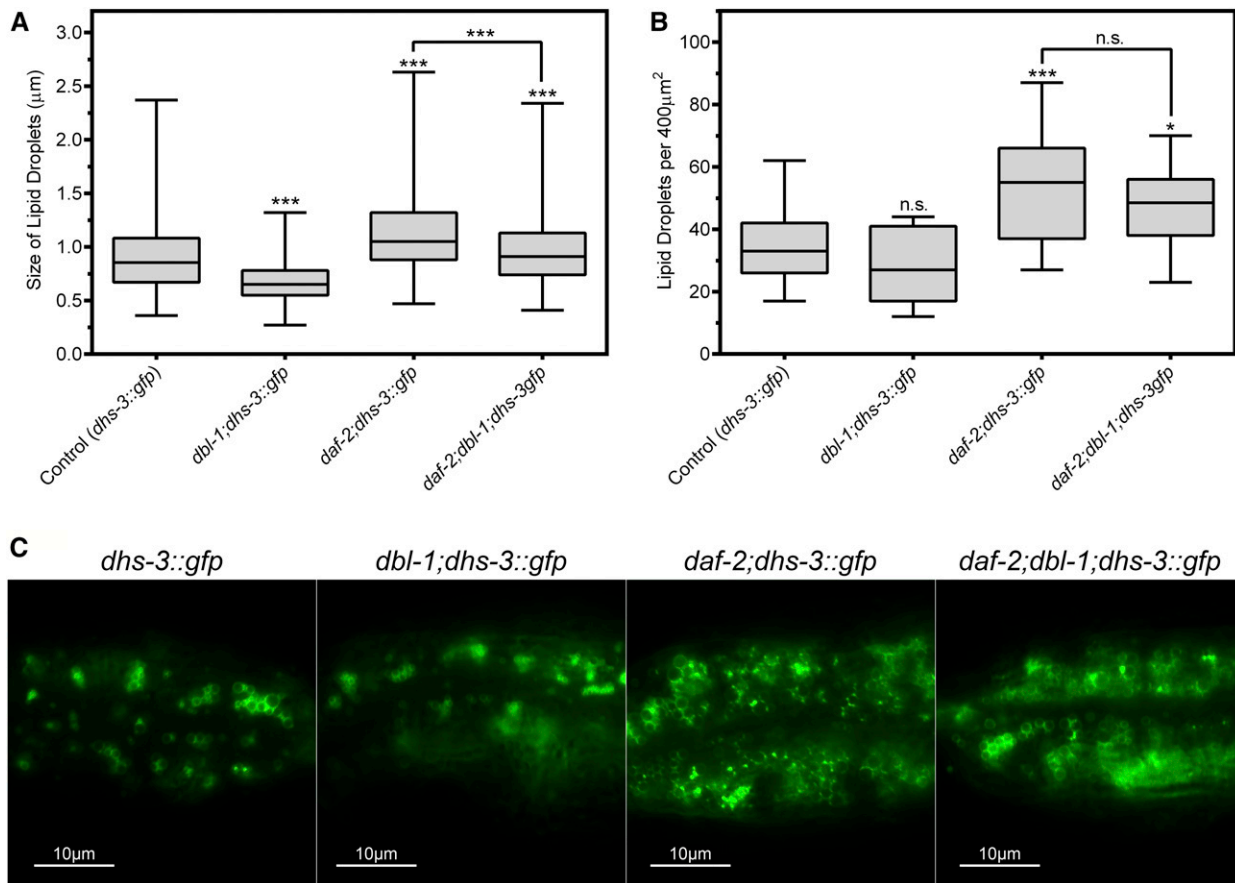 A
Size of Lipid Droplets (μm)
3.0
2.5
2.0
1.5
1.0
0.5
0.0
***
***
***
***
Control (dhs-3::gfp)
dbl-1;dhs-3::gfp
daf-2;dhs-3::gfp
daf-2;dbl-1;dhs-3gfp
B
Lipid Droplets per 400μm²
100
80
60
40
20
0
n.s.
***
n.s.
*
Control (dhs-3::gfp)
dbl-1;dhs-3::gfp
daf-2;dhs-3::gfp
daf-2;dbl-1;dhs-3gfp
C
dhs-3::gfp
dbl-1;dhs-3::gfp
daf-2;dhs-3::gfp
daf-2;dbl-1;dhs-3::gfp
10μm
10μm
10μm
10μm